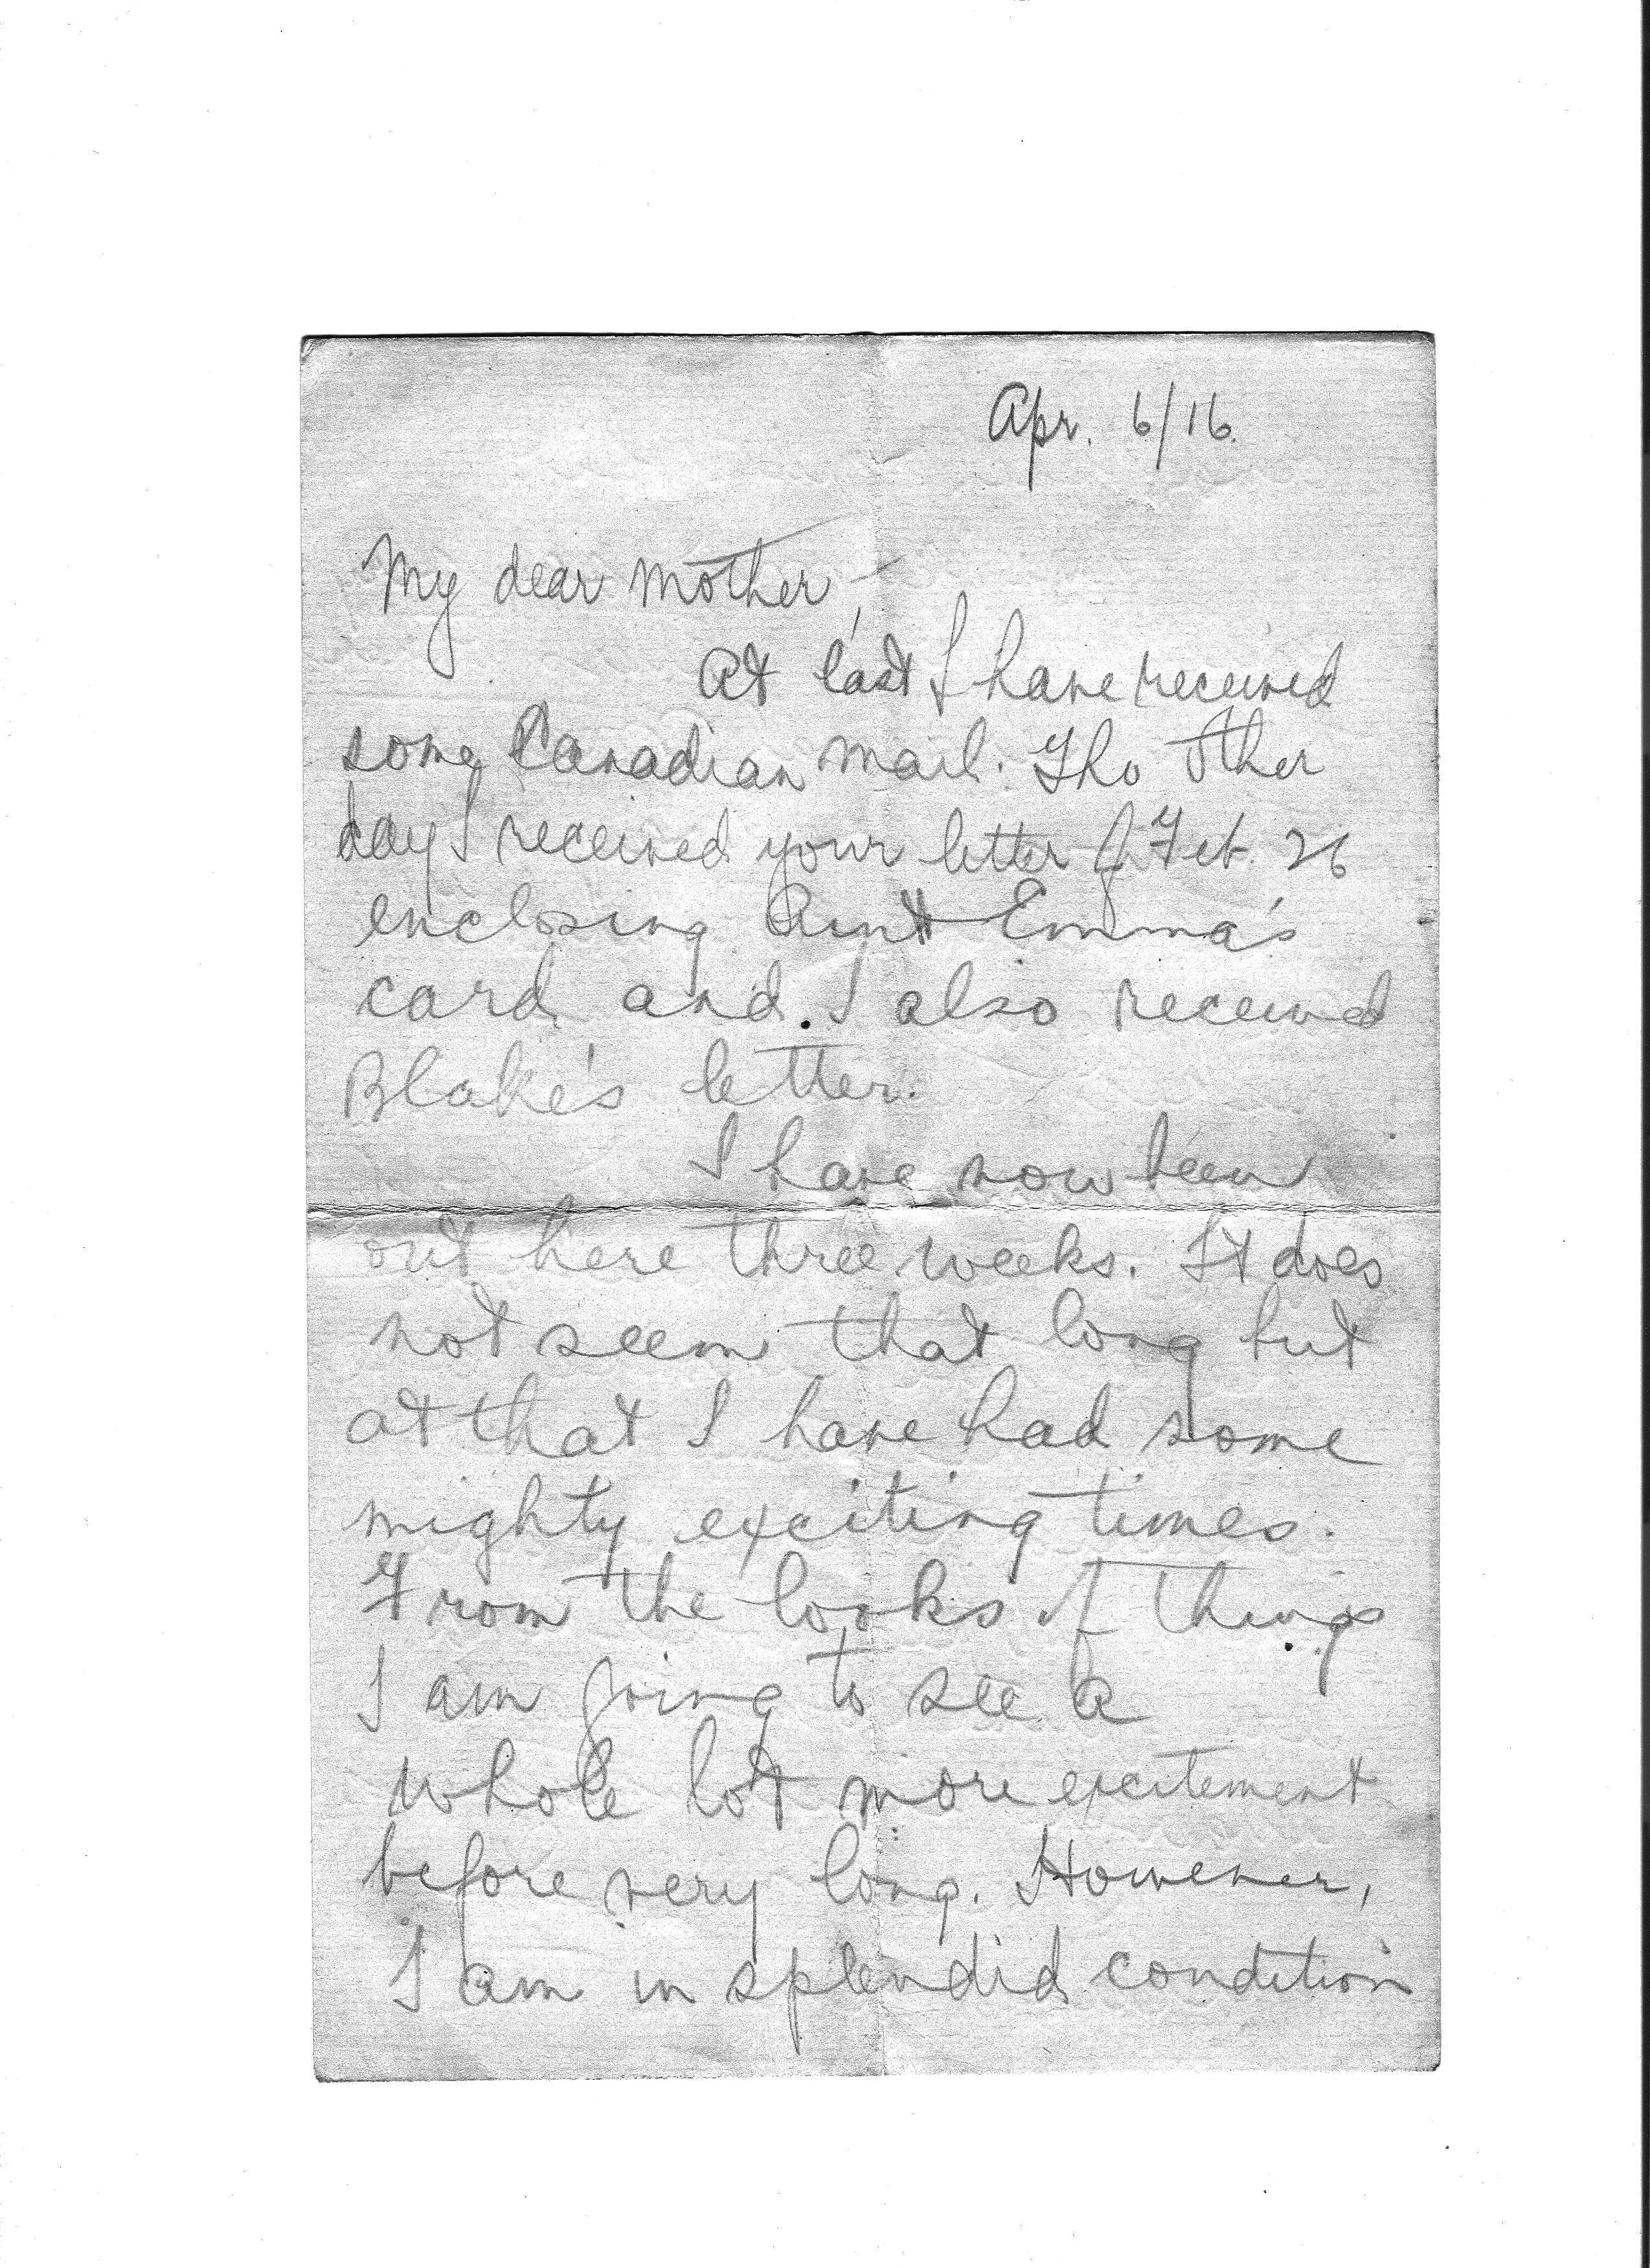 Apr. 6/16.
My dear Mother,
At last I have received
some Canadian mail. The other
day I received your letter of Feb. 26
enclosing Aunt Emma's
card and I also received
Blake's letter.
I have now been
out here three weeks. It does
not seem that long but
at that I have had some
mighty exciting times.
From the looks of things
I am going to see a
whole lot more excitement
before very long. However,
I am in splendid condition